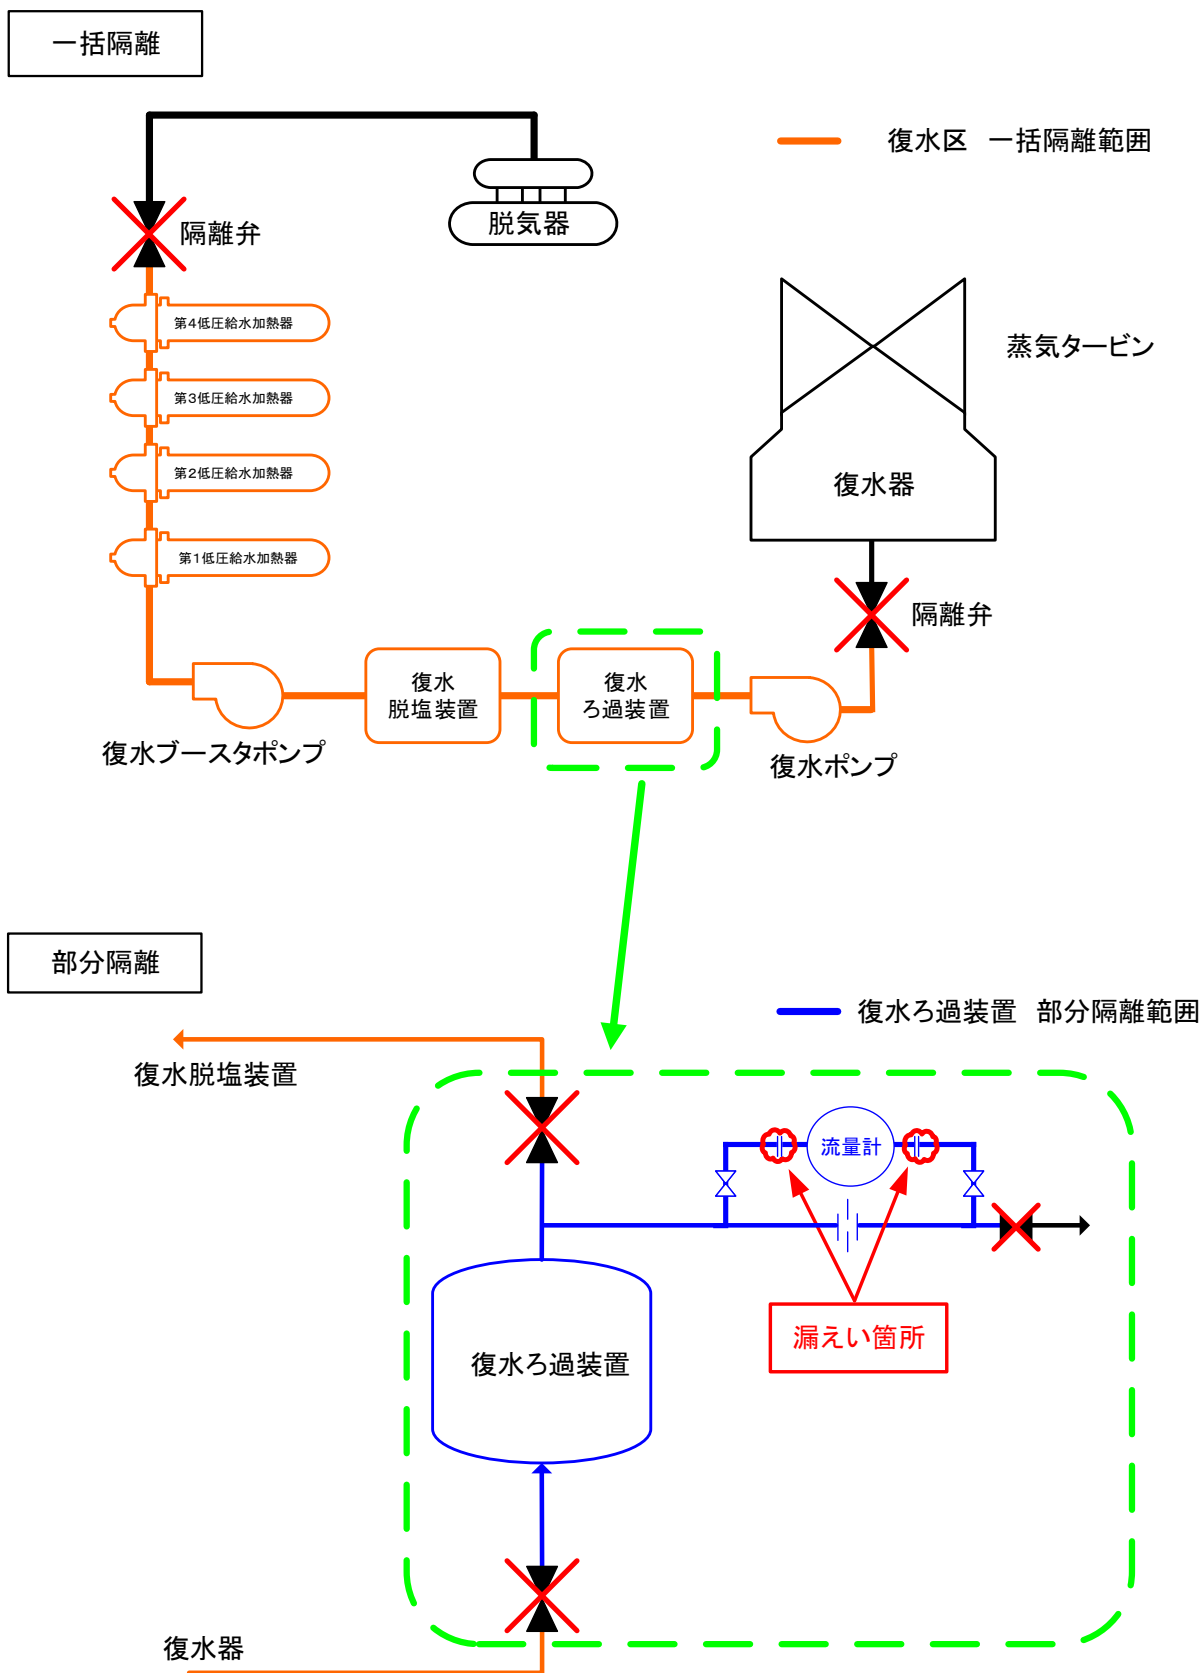 一括隔離
復水区　一括隔離範囲
脱気器
隔離弁
第4低圧給水加熱器
蒸気タービン
第3低圧給水加熱器
第2低圧給水加熱器
復水器
第1低圧給水加熱器
隔離弁
復水
脱塩装置
復水
ろ過装置
復水ブースタポンプ
復水ポンプ
部分隔離
復水ろ過装置　部分隔離範囲
復水脱塩装置
流量計
漏えい箇所
復水ろ過装置
復水器